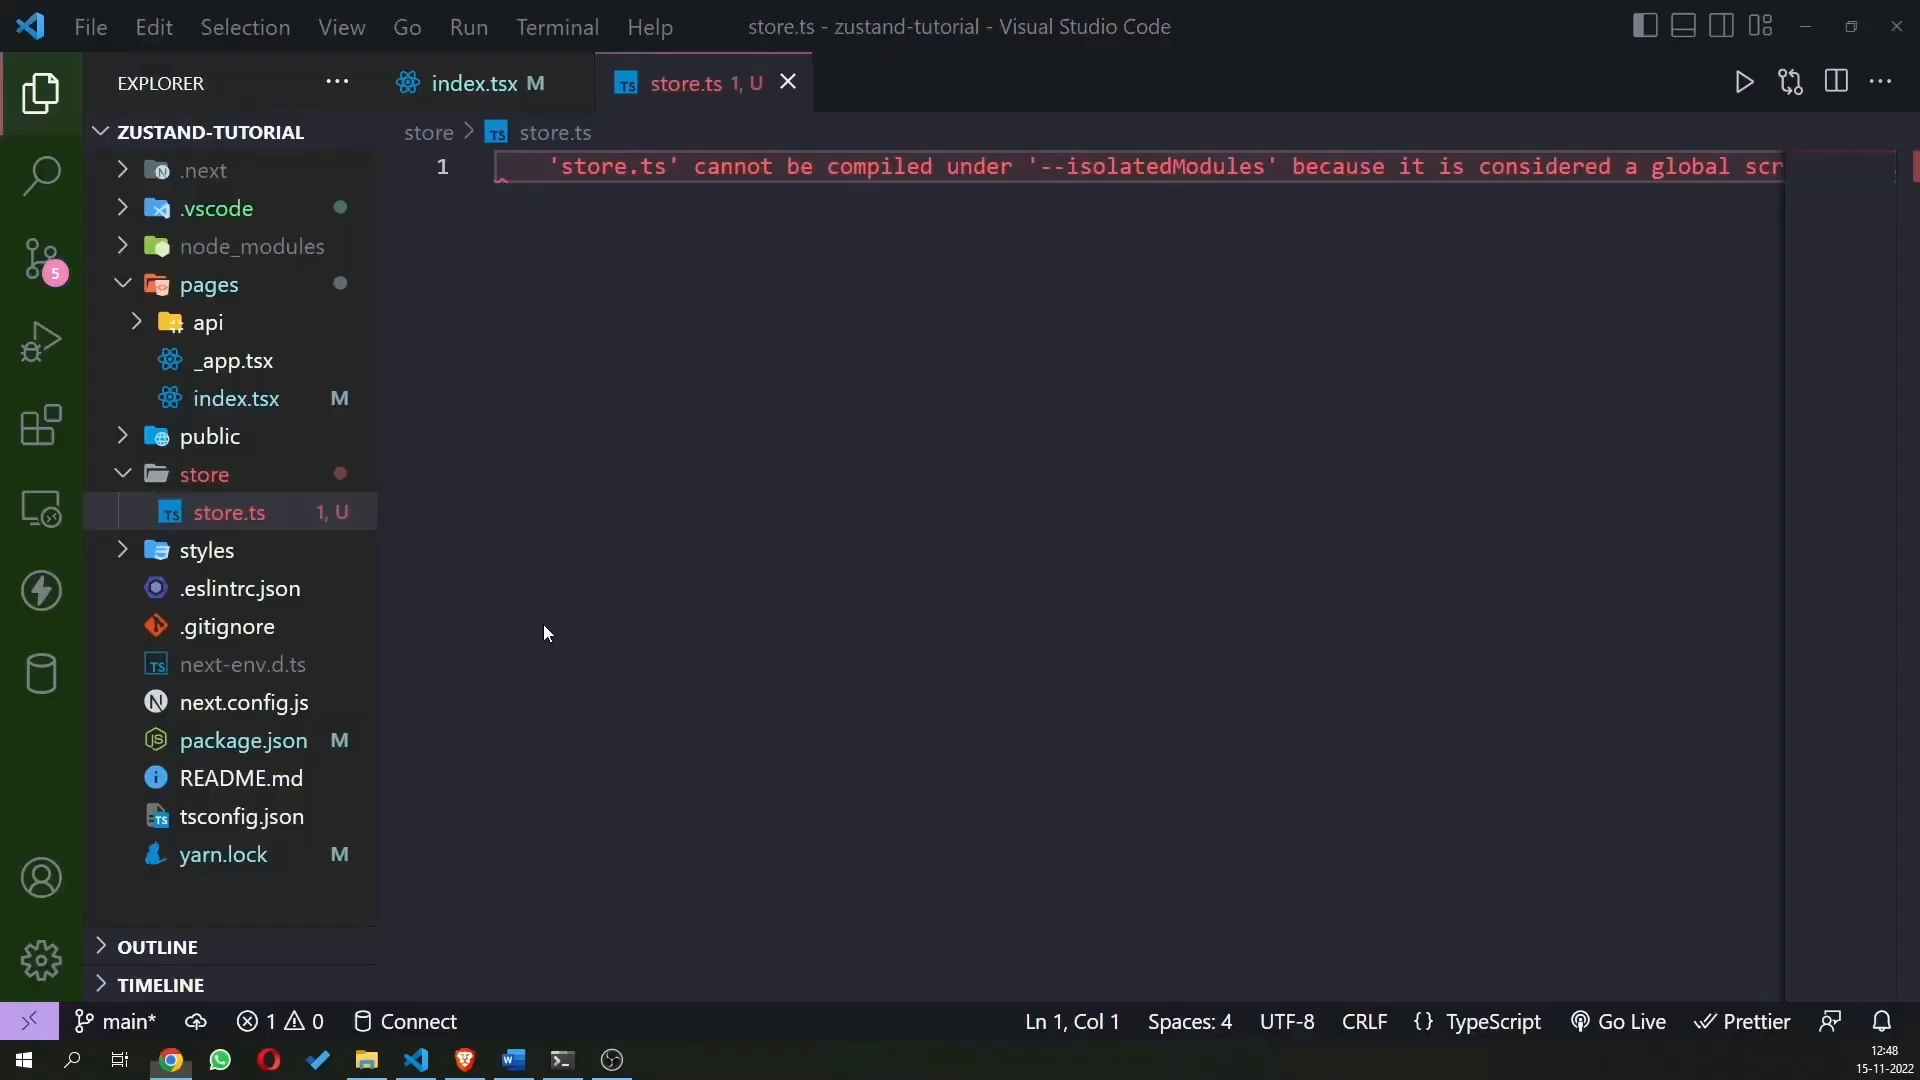 File Edit Selection View Go Run Terminal Help store.ts - zustand-tutorial - Visual Studio Code
EXPLORER
index.tsx M
store.ts 1, U
ZUSTAND-TUTORIAL
store > store.ts
1 'store.ts' cannot be compiled under '--isolatedModules' because it is considered a global scr
.next
.vscode
node_modules
pages
api
_app.tsx
index.tsx M
public
store
store.ts 1, U
styles
.eslintrc.json
.gitignore
next-env.d.ts
next.config.js
package.json M
README.md
tsconfig.json
yarn.lock M
5
OUTLINE
TIMELINE
main* 1 0 Connect Ln 1, Col 1 Spaces: 4 UTF-8 CRLF {} TypeScript Go Live Prettier
12:48
15-11-2022